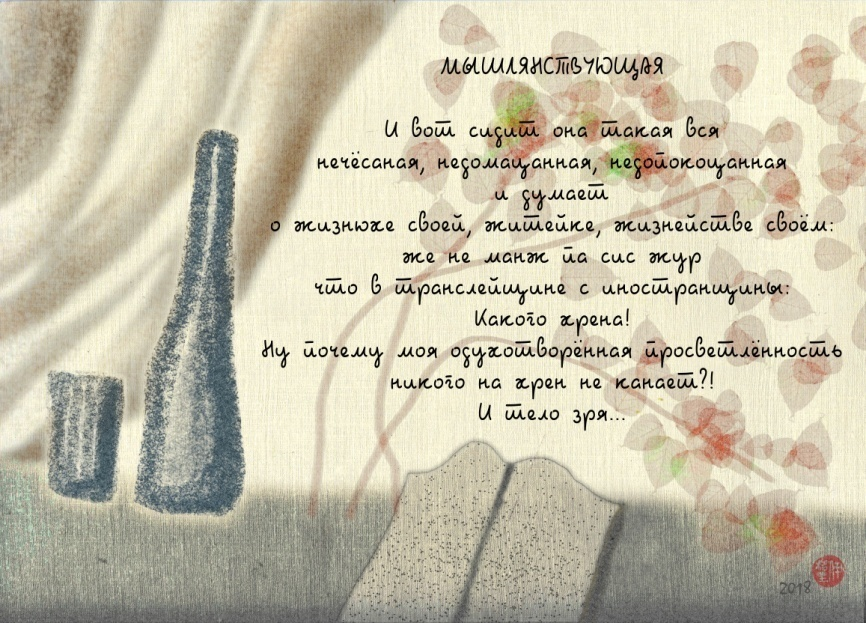 МЫШЛЯНСТВУЮЩАЯ
И вот сидит она такая вся
нечёсаная, недомацанная, недопокоцанная
и думает
о жизнюхе своей, житейке, жизнействе своём:
же не манж па сис жур
что в транслейщине с иностранщины:
Какого хрена!
Ну почему моя одухотворённая просветлённость
никого на хрен не канает?!
И тело зря...
2018